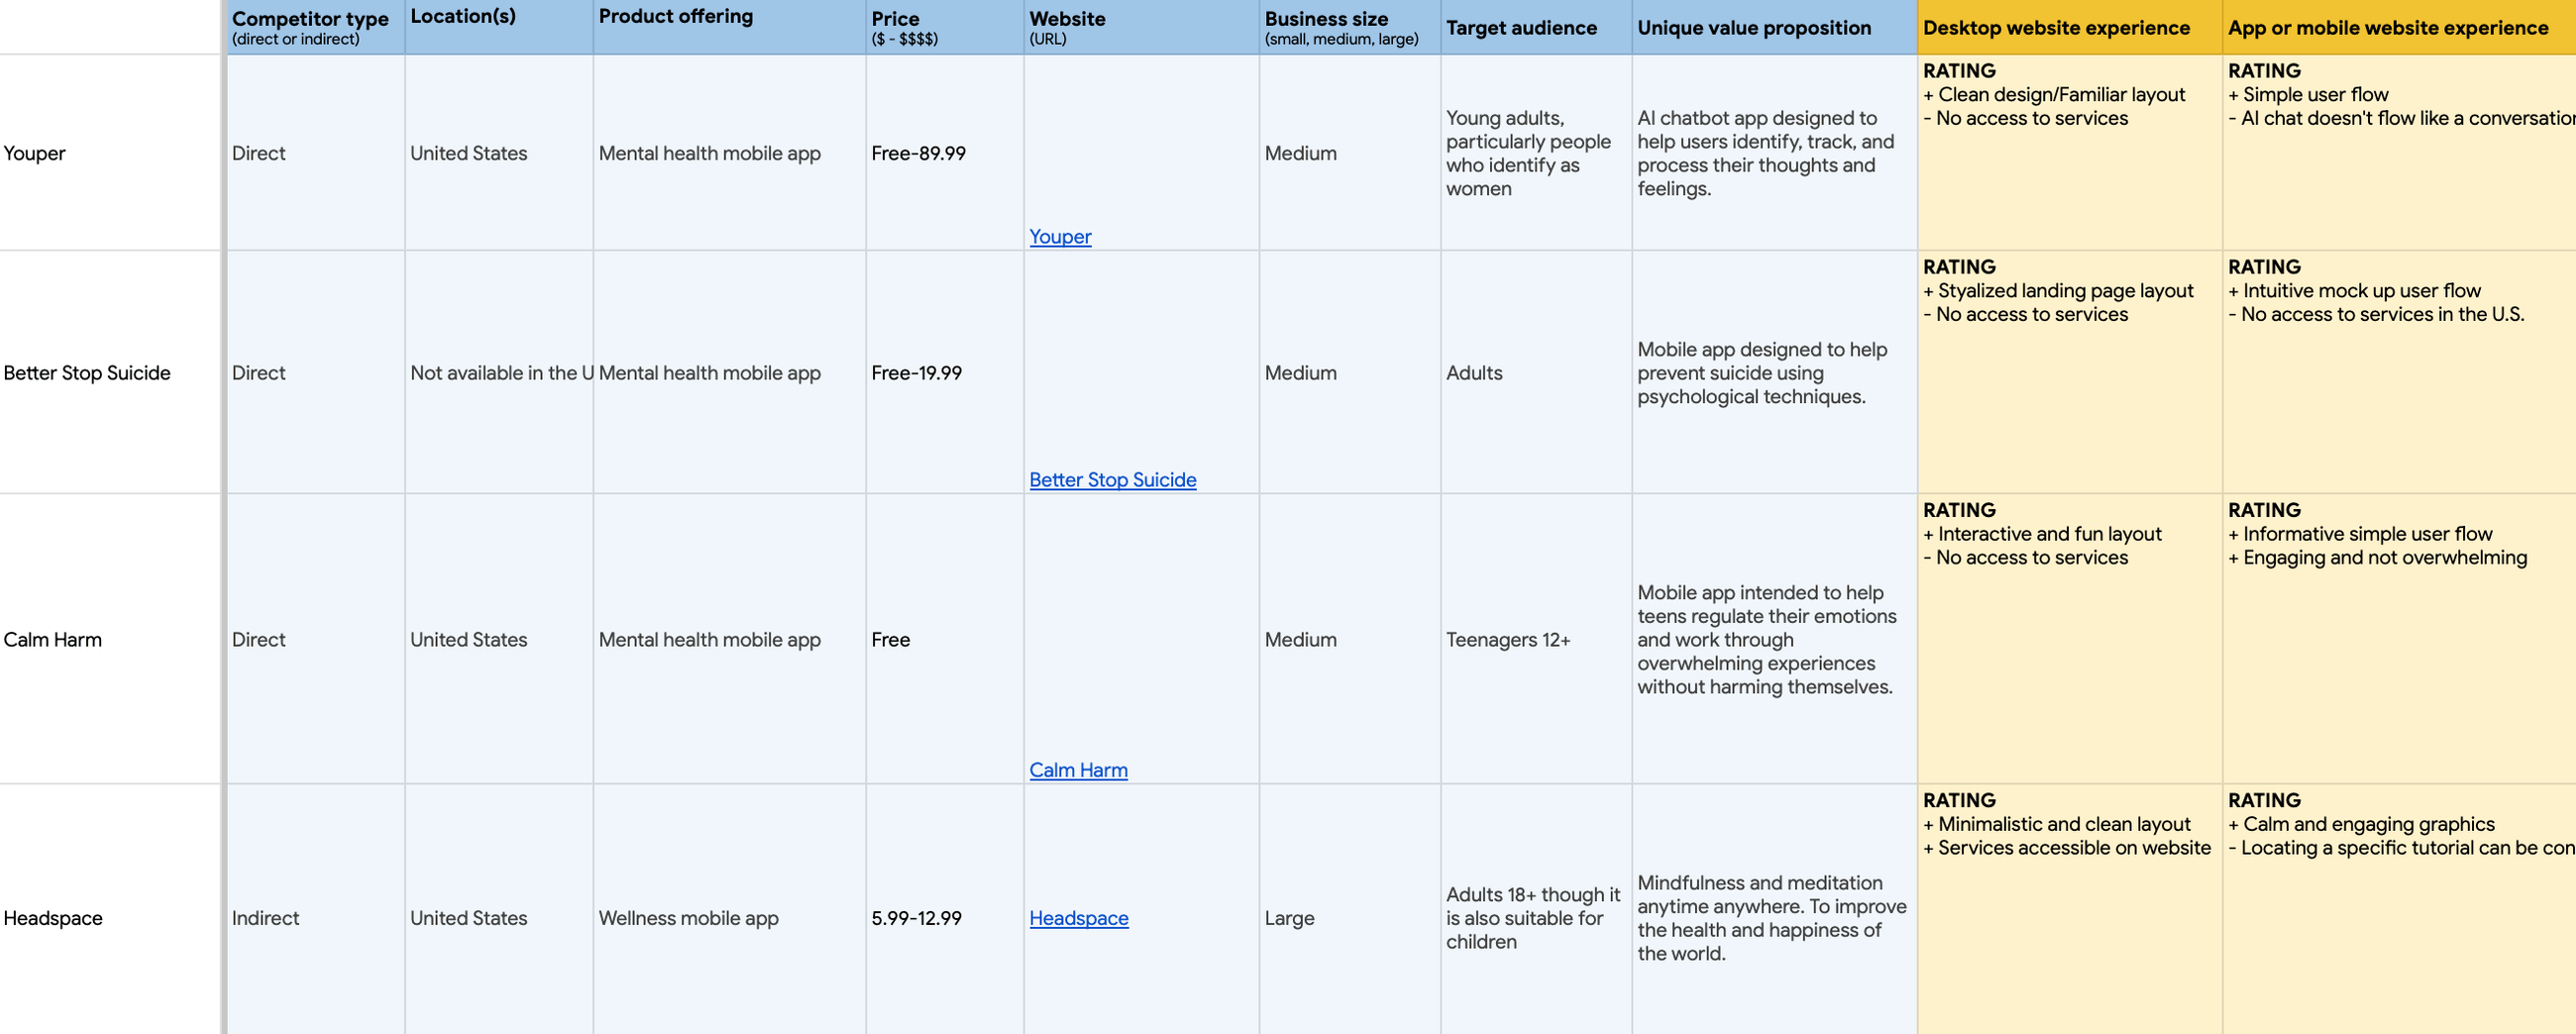 Competitor type
(direct or indirect)
Location(s)
Product offering
Price
($ - $$$$)
Website
(URL)
Business size
(small, medium, large)
Target audience
Unique value proposition
Desktop website experience
App or mobile website experience
Youper
Direct
United States
Mental health mobile app
Free-89.99
Youper
Medium
Young adults,
particularly people
who identify as
women
AI chatbot app designed to
help users identify, track, and
process their thoughts and
feelings.
RATING
+ Clean design/Familiar layout
- No access to services
RATING
+ Simple user flow
- AI chat doesn't flow like a conversation
Better Stop Suicide
Direct
Not available in the U
Mental health mobile app
Free-19.99
Better Stop Suicide
Medium
Adults
Mobile app designed to help
prevent suicide using
psychological techniques.
RATING
+ Styalized landing page layout
- No access to services
RATING
+ Intuitive mock up user flow
- No access to services in the U.S.
Calm Harm
Direct
United States
Mental health mobile app
Free
Calm Harm
Medium
Teenagers 12+
Mobile app intended to help
teens regulate their emotions
and work through
overwhelming experiences
without harming themselves.
RATING
+ Interactive and fun layout
- No access to services
RATING
+ Informative simple user flow
+ Engaging and not overwhelming
Headspace
Indirect
United States
Wellness mobile app
5.99-12.99
Headspace
Large
Adults 18+ though it
is also suitable for
children
Mindfulness and meditation
anytime anywhere. To improve
the health and happiness of
the world.
RATING
+ Minimalistic and clean layout
+ Services accessible on website
RATING
+ Calm and engaging graphics
- Locating a specific tutorial can be con